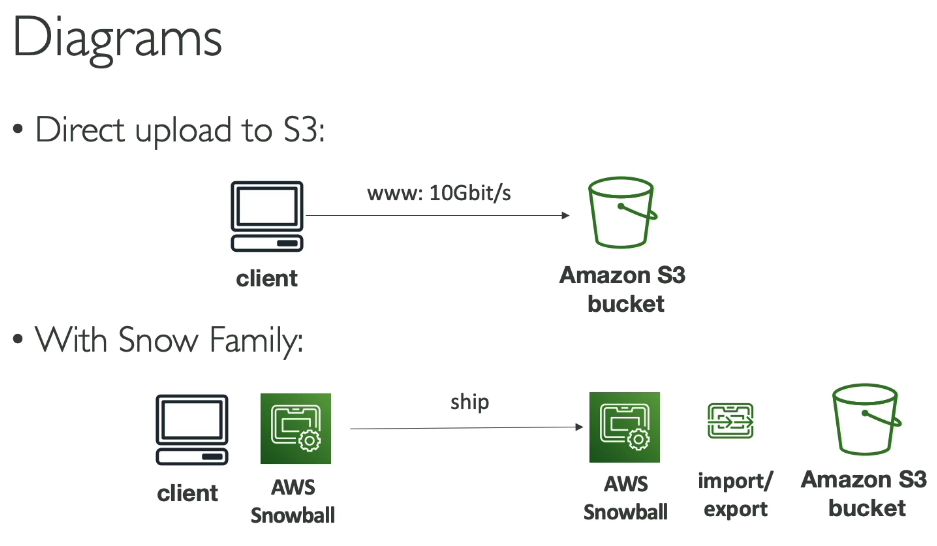 Diagrams
• Direct upload to S3:
www: 10Gbit/s
client
Amazon S3
bucket
• With Snow Family:
ship
client
AWS
Snowball
AWS
Snowball
import/
export
Amazon S3
bucket